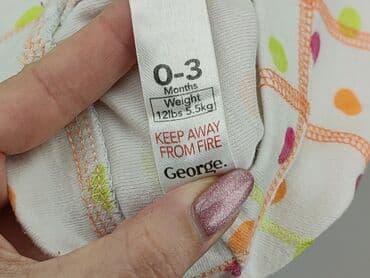 0-3
Months
Weight
12lbs 5.5kg
KEEP AWAY
FROM FIRE
George.